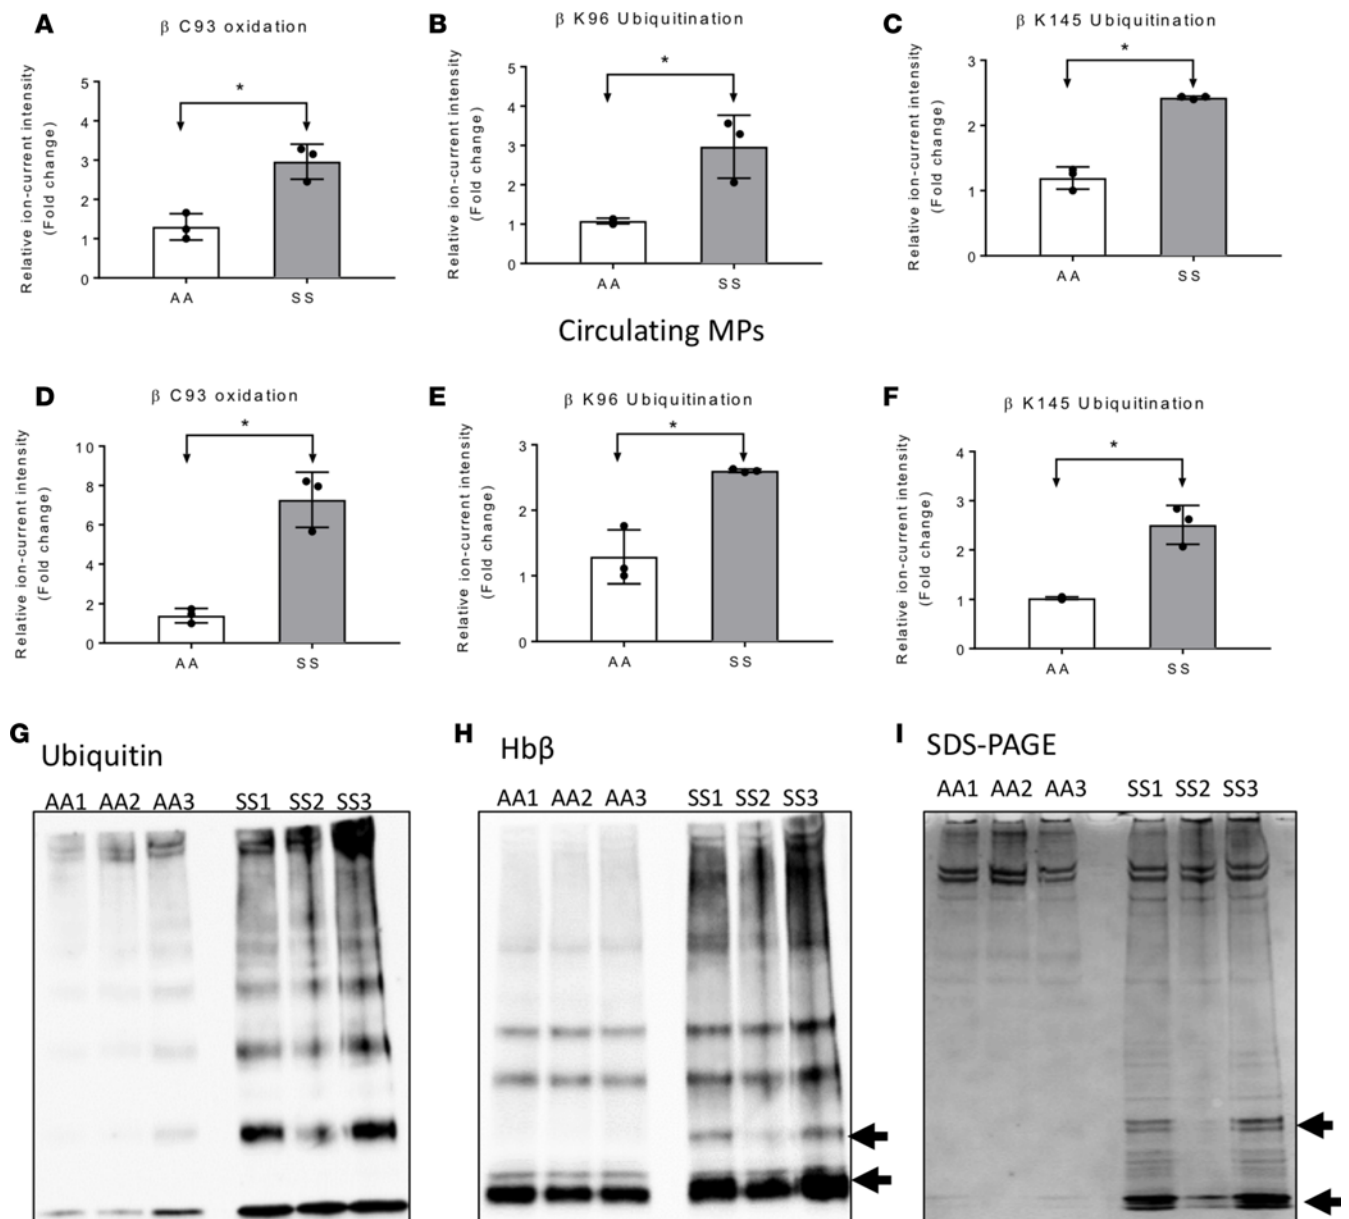 A
β C93 oxidation
Relative ion-current intensity
(Fold change)
5
4
3
2
1
0
*
AA
SS
B
β K96 Ubiquitination
Relative ion-current intensity
(Fold change)
5
4
3
2
1
0
*
AA
SS
C
β K145 Ubiquitination
Relative ion-current intensity
(Fold change)
3
2
1
0
*
AA
SS
Circulating MPs
D
β C93 oxidation
Relative ion-current intensity
(Fold change)
10
8
6
4
2
0
*
AA
SS
E
β K96 Ubiquitination
Relative ion-current intensity
(Fold change)
3
2
1
0
*
AA
SS
F
β K145 Ubiquitination
Relative ion-current intensity
(Fold change)
4
3
2
1
0
*
AA
SS
G
Ubiquitin
AA1 AA2 AA3 SS1 SS2 SS3
H
Hbβ
AA1 AA2 AA3 SS1 SS2 SS3
I
SDS-PAGE
AA1 AA2 AA3 SS1 SS2 SS3